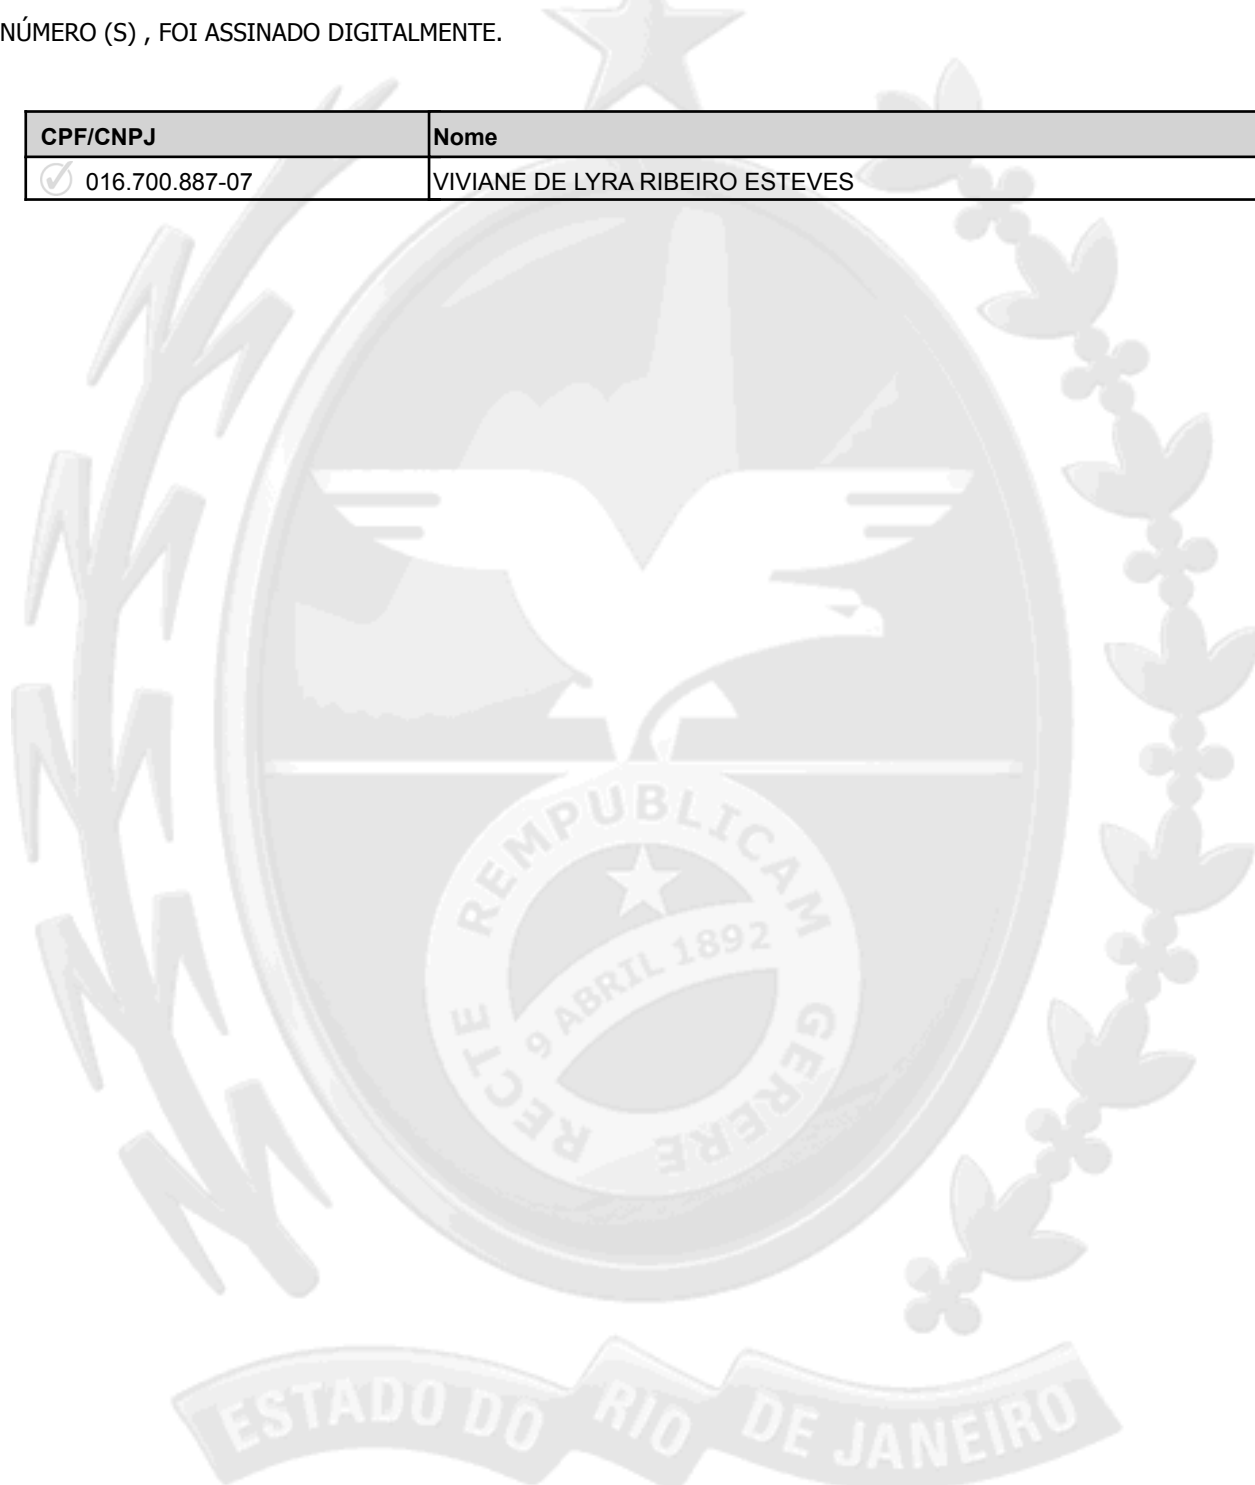 NÚMERO (S) , FOI ASSINADO DIGITALMENTE.
CPF/CNPJ Nome
016.700.887-07 VIVIANE DE LYRA RIBEIRO ESTEVES
RECTE REMPUBLICAM GERERE
9 ABRIL 1892
ESTADO DO RIO DE JANEIRO